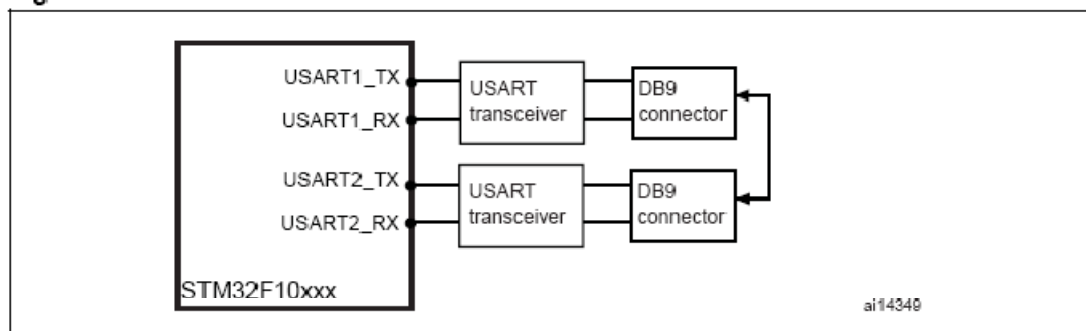 USART1_TX
USART1_RX
USART2_TX
USART2_RX
STM32F10xxx
USART
transceiver
DB9
connector
USART
transceiver
DB9
connector
ai14349